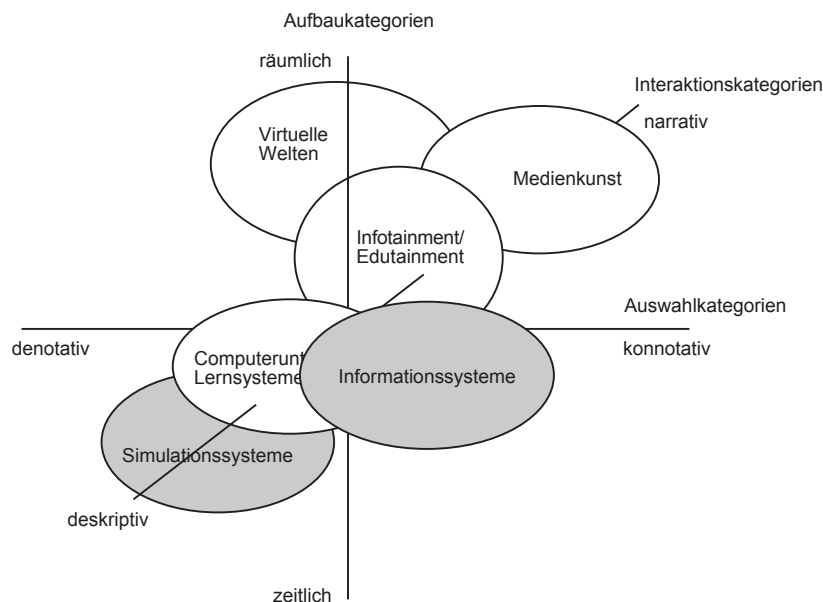 Aufbaukategorien
räumlich
Interaktionskategorien
narrativ
Virtuelle
Welten
Medienkunst
Infotainment/
Edutainment
Auswahlkategorien
denotativ
konnotativ
Lernsysteme
Informationssysteme
Simulationssysteme
deskriptiv
zeitlich